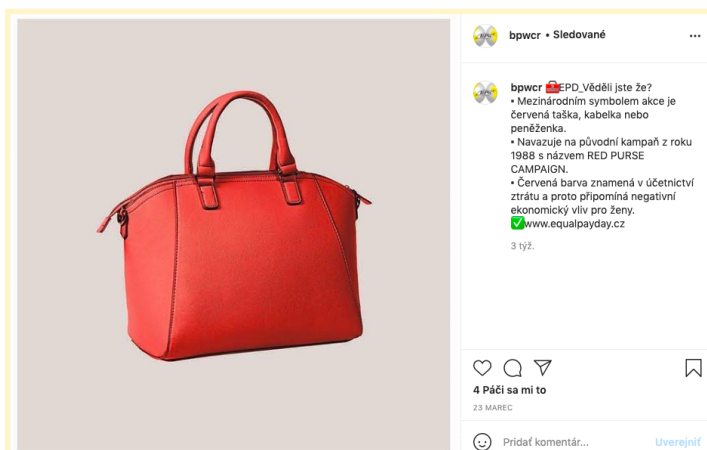 bpwcr • Sledované
bpwcr 🧰EPD_Věděli jste že?
▪ Mezinárodním symbolem akce je
červená taška, kabelka nebo
peněženka.
▪ Navazuje na původní kampaň z roku
1988 s názvem RED PURSE
CAMPAIGN.
▪ Červená barva znamená v účetnictví
ztrátu a proto připomíná negativní
ekonomický vliv pro ženy.
✅www.equalpayday.cz
3 týž.
4 Páči sa mi to
23 MAREC
Pridať komentár...
Uverejniť